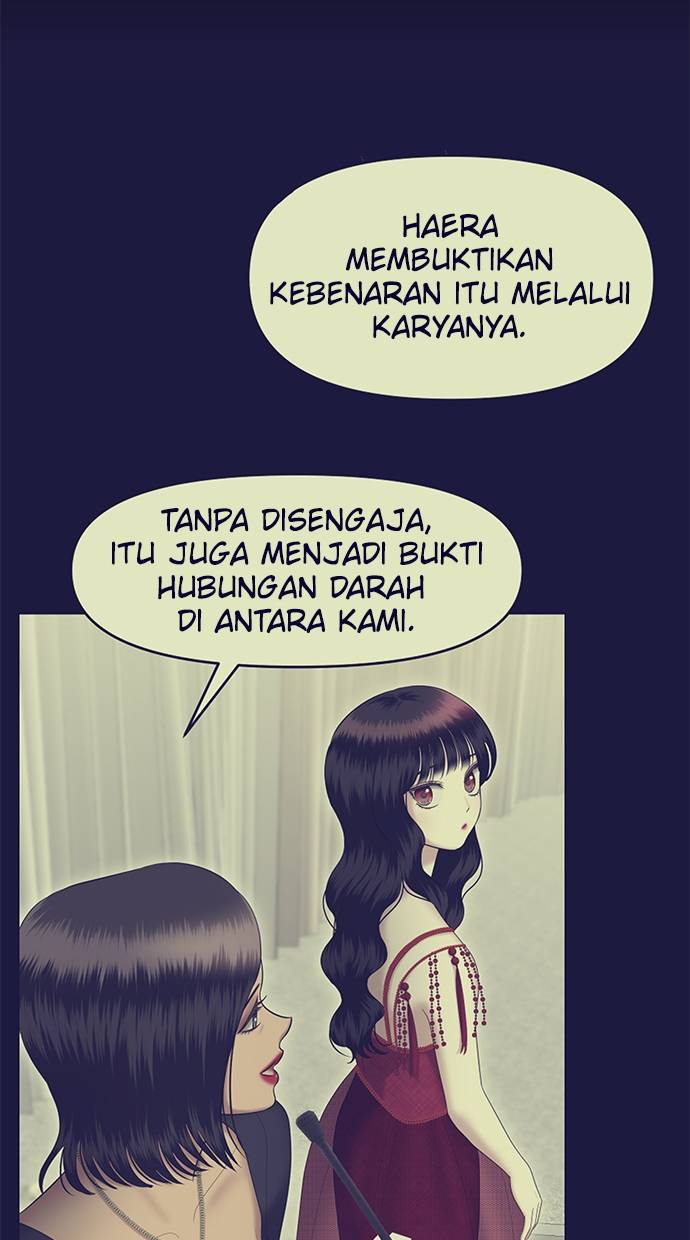 HAERA
MEMBUKTIKAN
KEBENARAN ITU MELALUI
KARYANYA.
TANPA DISENGAJA,
ITU JUGA MENJADI BUKTI
HUBUNGAN DARAH
DI ANTARA KAMI.